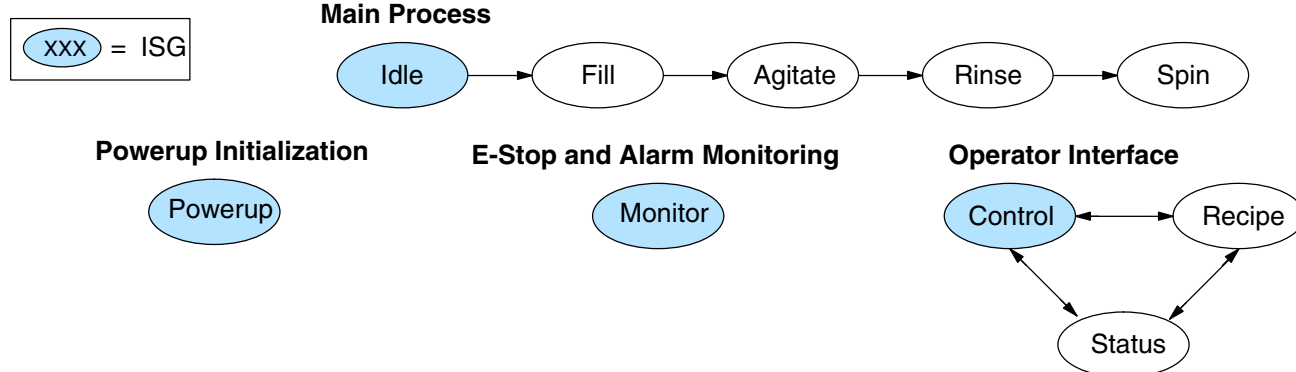 Main Process
xxx = ISG
Idle Fill Agitate Rinse Spin
Powerup Initialization E-Stop and Alarm Monitoring Operator Interface
Powerup Monitor Control Recipe
Status